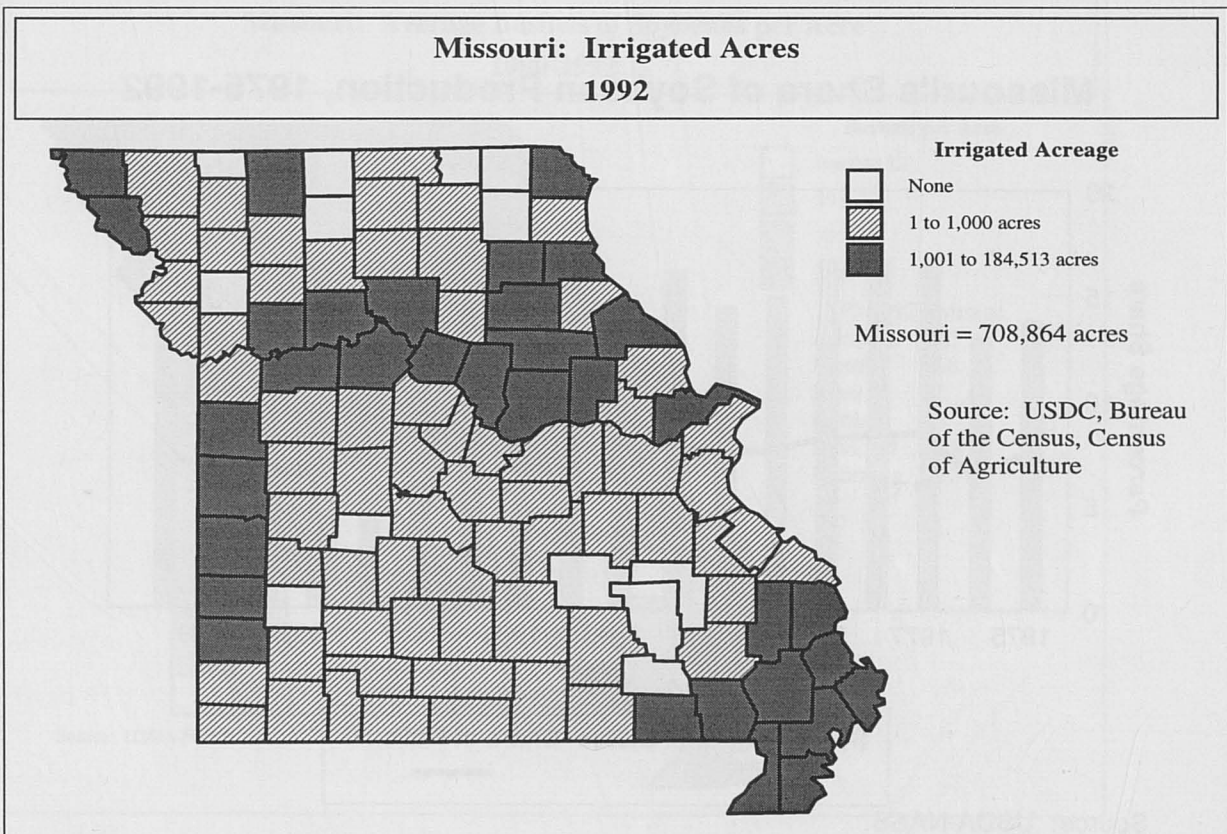 Missouri: Irrigated Acres
1992
Irrigated Acreage
None
1 to 1,000 acres
1,001 to 184,513 acres
Missouri = 708,864 acres
Source: USDC, Bureau
of the Census, Census
of Agriculture